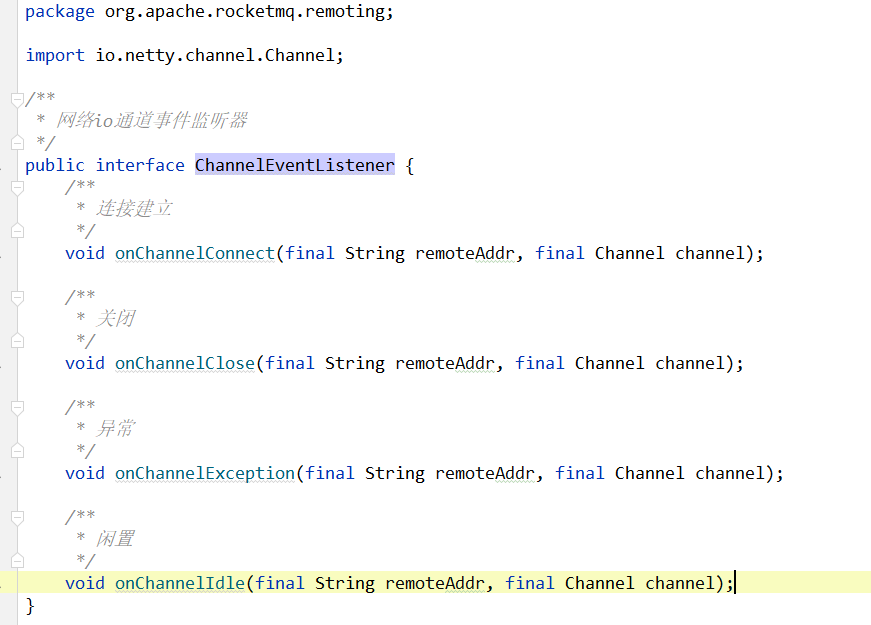 package org.apache.rocketmq.remoting;
import io.netty.channel.Channel;
/**
 * 网络io通道事件监听器
 */
public interface ChannelEventListener {
    /**
     * 连接建立
     */
    void onChannelConnect(final String remoteAddr, final Channel channel);
    /**
     * 关闭
     */
    void onChannelClose(final String remoteAddr, final Channel channel);
    /**
     * 异常
     */
    void onChannelException(final String remoteAddr, final Channel channel);
    /**
     * 闲置
     */
    void onChannelIdle(final String remoteAddr, final Channel channel);
}